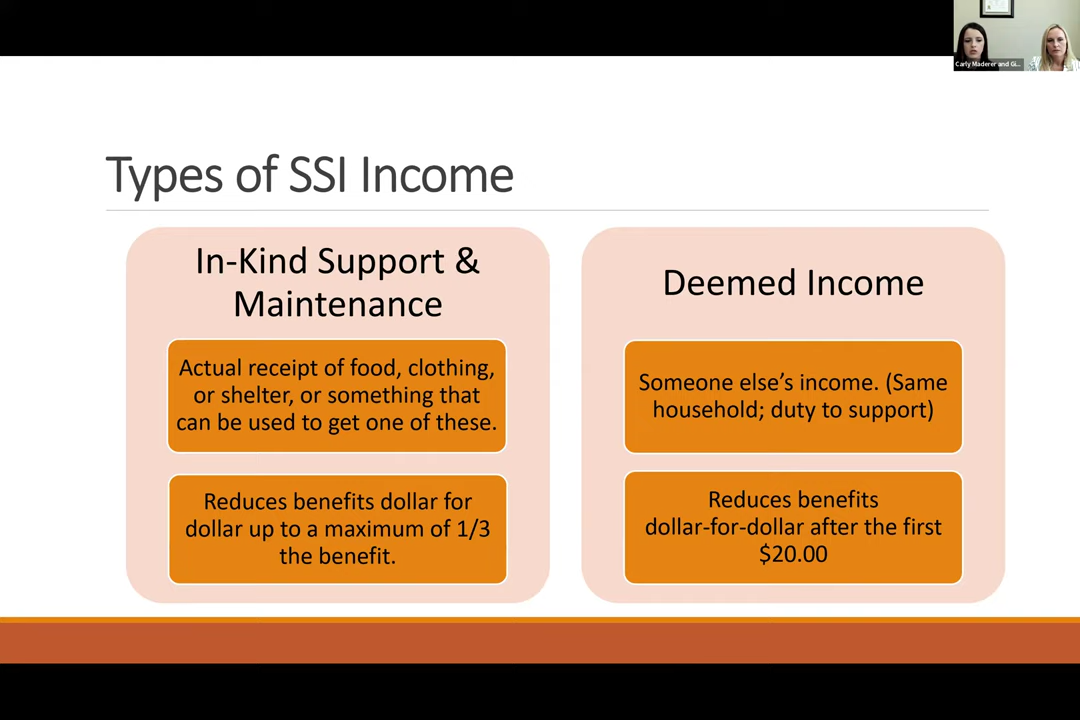 Carly Maderer and Gi...
Types of SSI Income
In-Kind Support &
Maintenance
Actual receipt of food, clothing,
or shelter, or something that
can be used to get one of these.
Reduces benefits dollar for
dollar up to a maximum of 1/3
the benefit.
Deemed Income
Someone else’s income. (Same
household; duty to support)
Reduces benefits
dollar-for-dollar after the first
$20.00